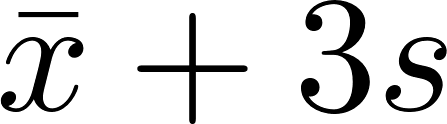 x̄ + 3s